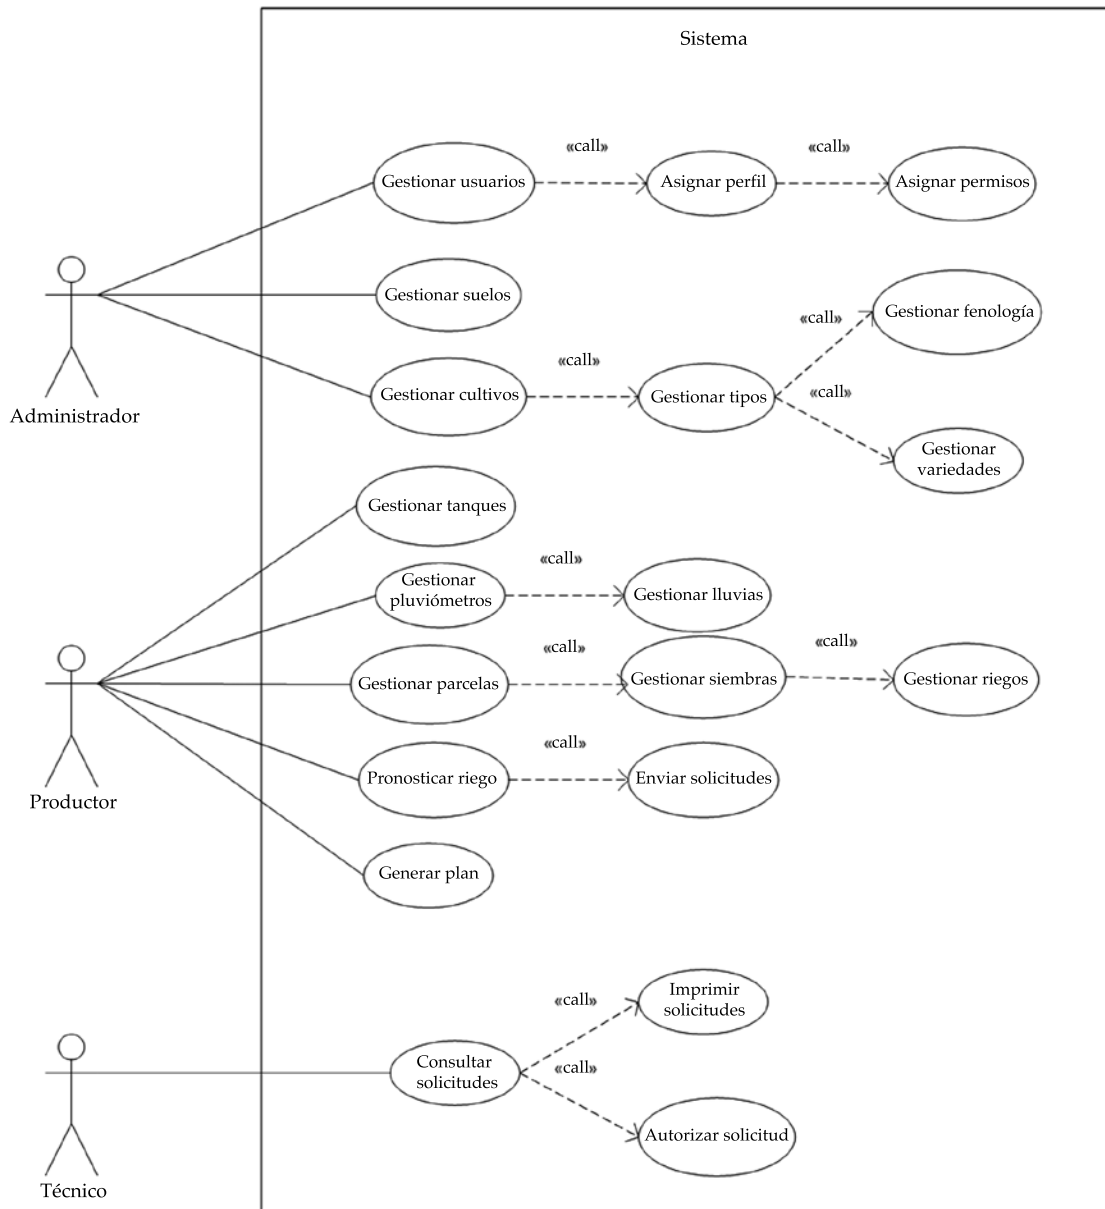 Sistema
«call»
«call»
Gestionar usuarios
Asignar perfil
Asignar permisos
Gestionar suelos
Gestionar fenología
«call»
«call»
Gestionar cultivos
Gestionar tipos
«call»
Administrador
Gestionar
variedades
Gestionar tanques
«call»
Gestionar
pluviómetros
Gestionar lluvias
«call»
«call»
Gestionar parcelas
Gestionar siembras
Gestionar riegos
«call»
Pronosticar riego
Enviar solicitudes
Productor
Generar plan
«call»
Imprimir
solicitudes
Consultar
solicitudes
«call»
Autorizar solicitud
Técnico